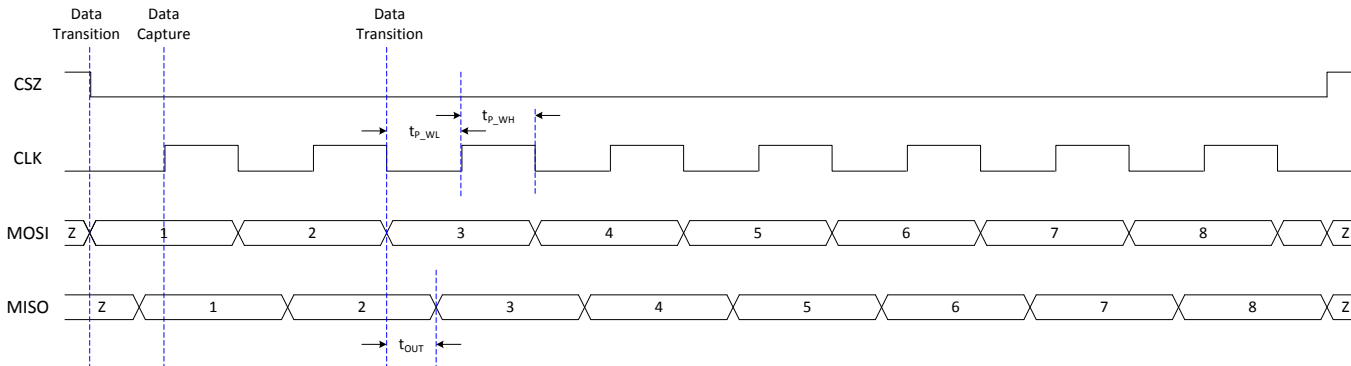 Data Transition
Data Capture
Data Transition
CSZ
tP_WL
tP_WH
CLK
MOSI
Z 1 2 3 4 5 6 7 8 Z
MISO
Z 1 2 3 4 5 6 7 8 Z
tOUT